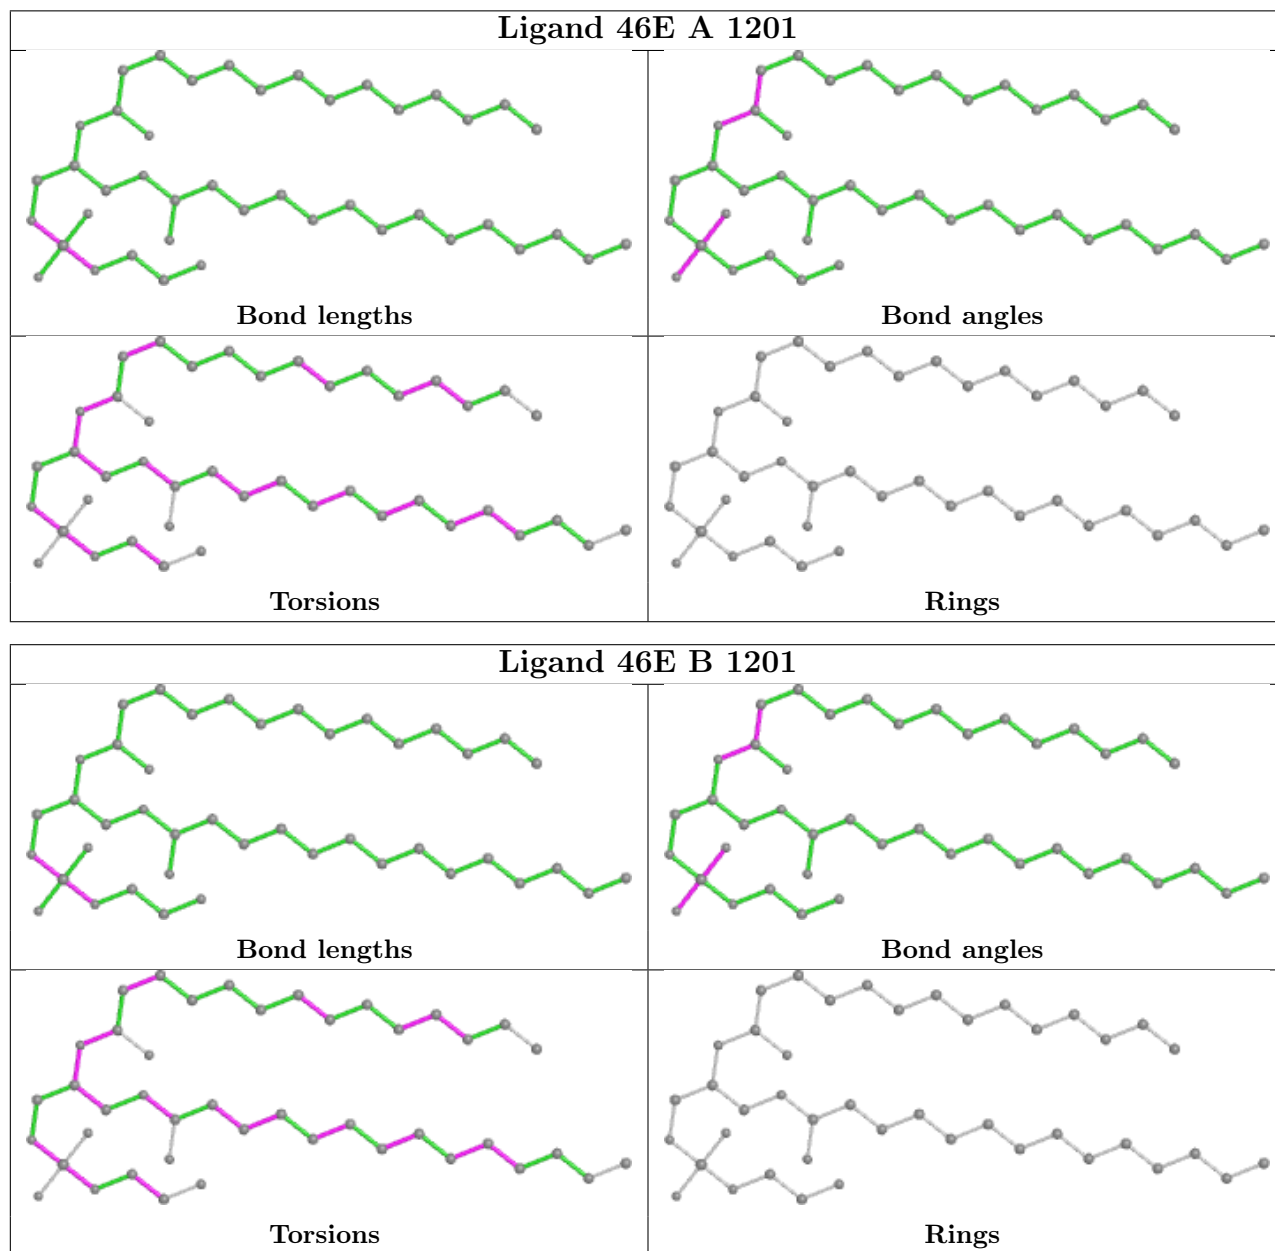 Ligand 46E A 1201
Bond lengths
Bond angles
Torsions
Rings
Ligand 46E B 1201
Bond lengths
Bond angles
Torsions
Rings